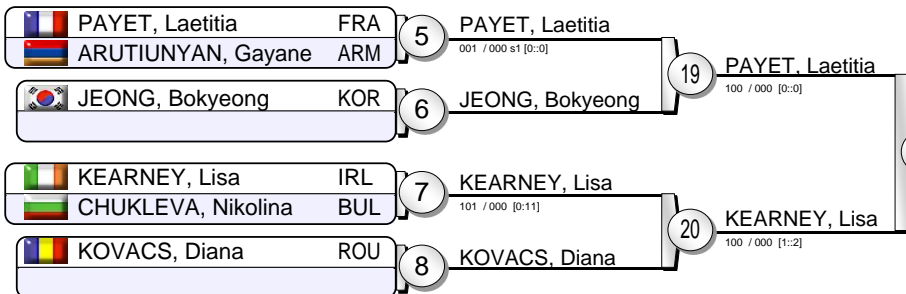 PAYET, Laetitia FRA
ARUTIUNYAN, Gayane ARM
5
PAYET, Laetitia
001 / 000 s1 [0::0]
JEONG, Bokyeong KOR
6
JEONG, Bokyeong
19
PAYET, Laetitia
100 / 000 [0::0]
KEARNEY, Lisa IRL
CHUKLEVA, Nikolina BUL
7
KEARNEY, Lisa
101 / 000 [0:11]
KOVACS, Diana ROU
8
KOVACS, Diana
20
KEARNEY, Lisa
100 / 000 [1::2]